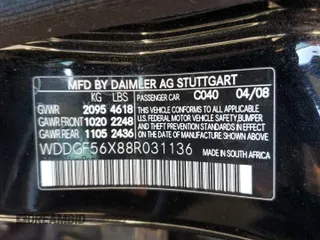 MFD.BY DAIMLER AG STUTTGART
KG LBS PASSENGER CAR C040 04/08
GVWR 2095 4618 THIS VEHICLE CONFORMS TO ALL
GAWR FRONT 1020 2248 APPLICABLE U.S. FEDERAL MOTOR
GAWR REAR 1105 2436 VEHICLE SAFETY, BUMPER
AND THEFT PREVENTION STANDARDS
IN EFFECT ON THE DATE OF
MANUFACTURE SHOWN ABOVE.
WDDGF56X88R031136
MADE IN SOUTH AFRICA